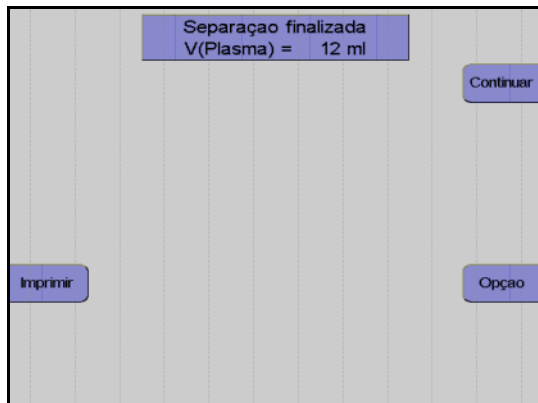 Separaçao finalizada
V(Plasma) = 12 ml
Continuar
Imprimir
Opçao